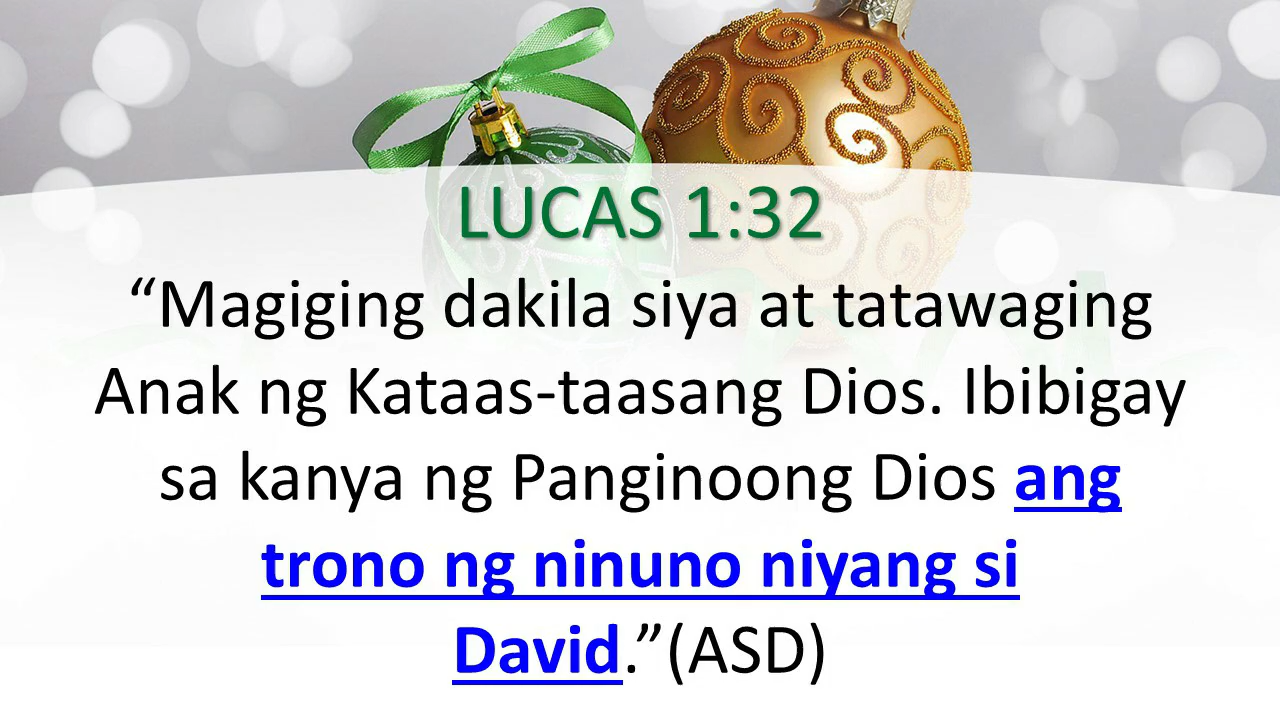 LUCAS 1:32
“Magiging dakila siya at tatawaging
Anak ng Kataas-taasang Dios. Ibibigay
sa kanya ng Panginoong Dios ang
trono ng ninuno niyang si
David.”(ASD)